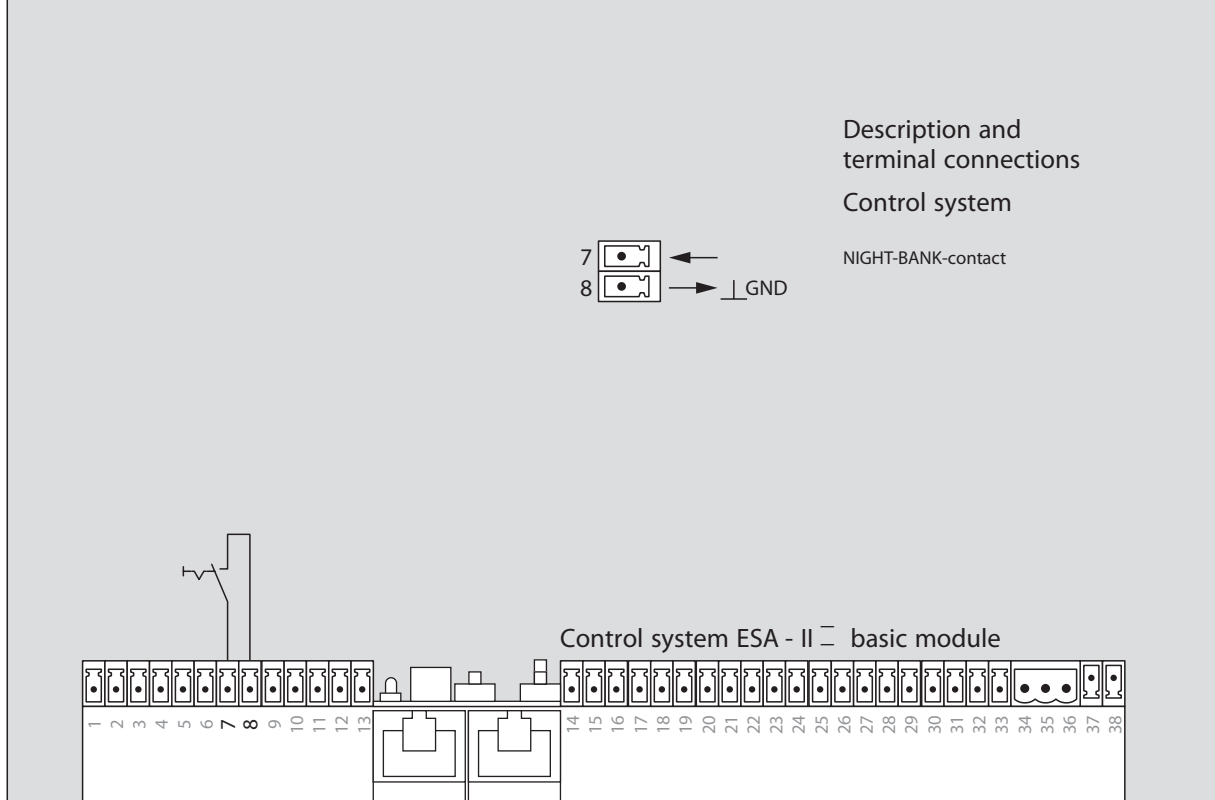 Description and
terminal connections
Control system
7 NIGHT-BANK-contact
8 GND
Control system ESA - II basic module
1 2 3 4 5 6 7 8 9 10 11 12 13 14 15 16 17 18 19 20 21 22 23 24 25 26 27 28 29 30 31 32 33 34 35 36 37 38